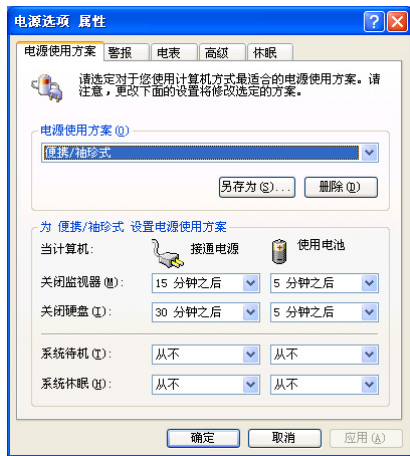 电源选项 属性
电源使用方案 警报 电表 高级 休眠
请选定对于您使用计算机方式最适合的电源使用方案。请
注意，更改下面的设置将修改选定的方案。
电源使用方案(O)
便携/袖珍式
另存为(S)... 删除(D)
为 便携/袖珍式 设置电源使用方案
当计算机: 接通电源 使用电池
关闭监视器(M): 15 分钟之后 5 分钟之后
关闭硬盘(I): 30 分钟之后 5 分钟之后
系统待机(T): 从不 从不
系统休眠(H): 从不 从不
确定 取消 应用(A)